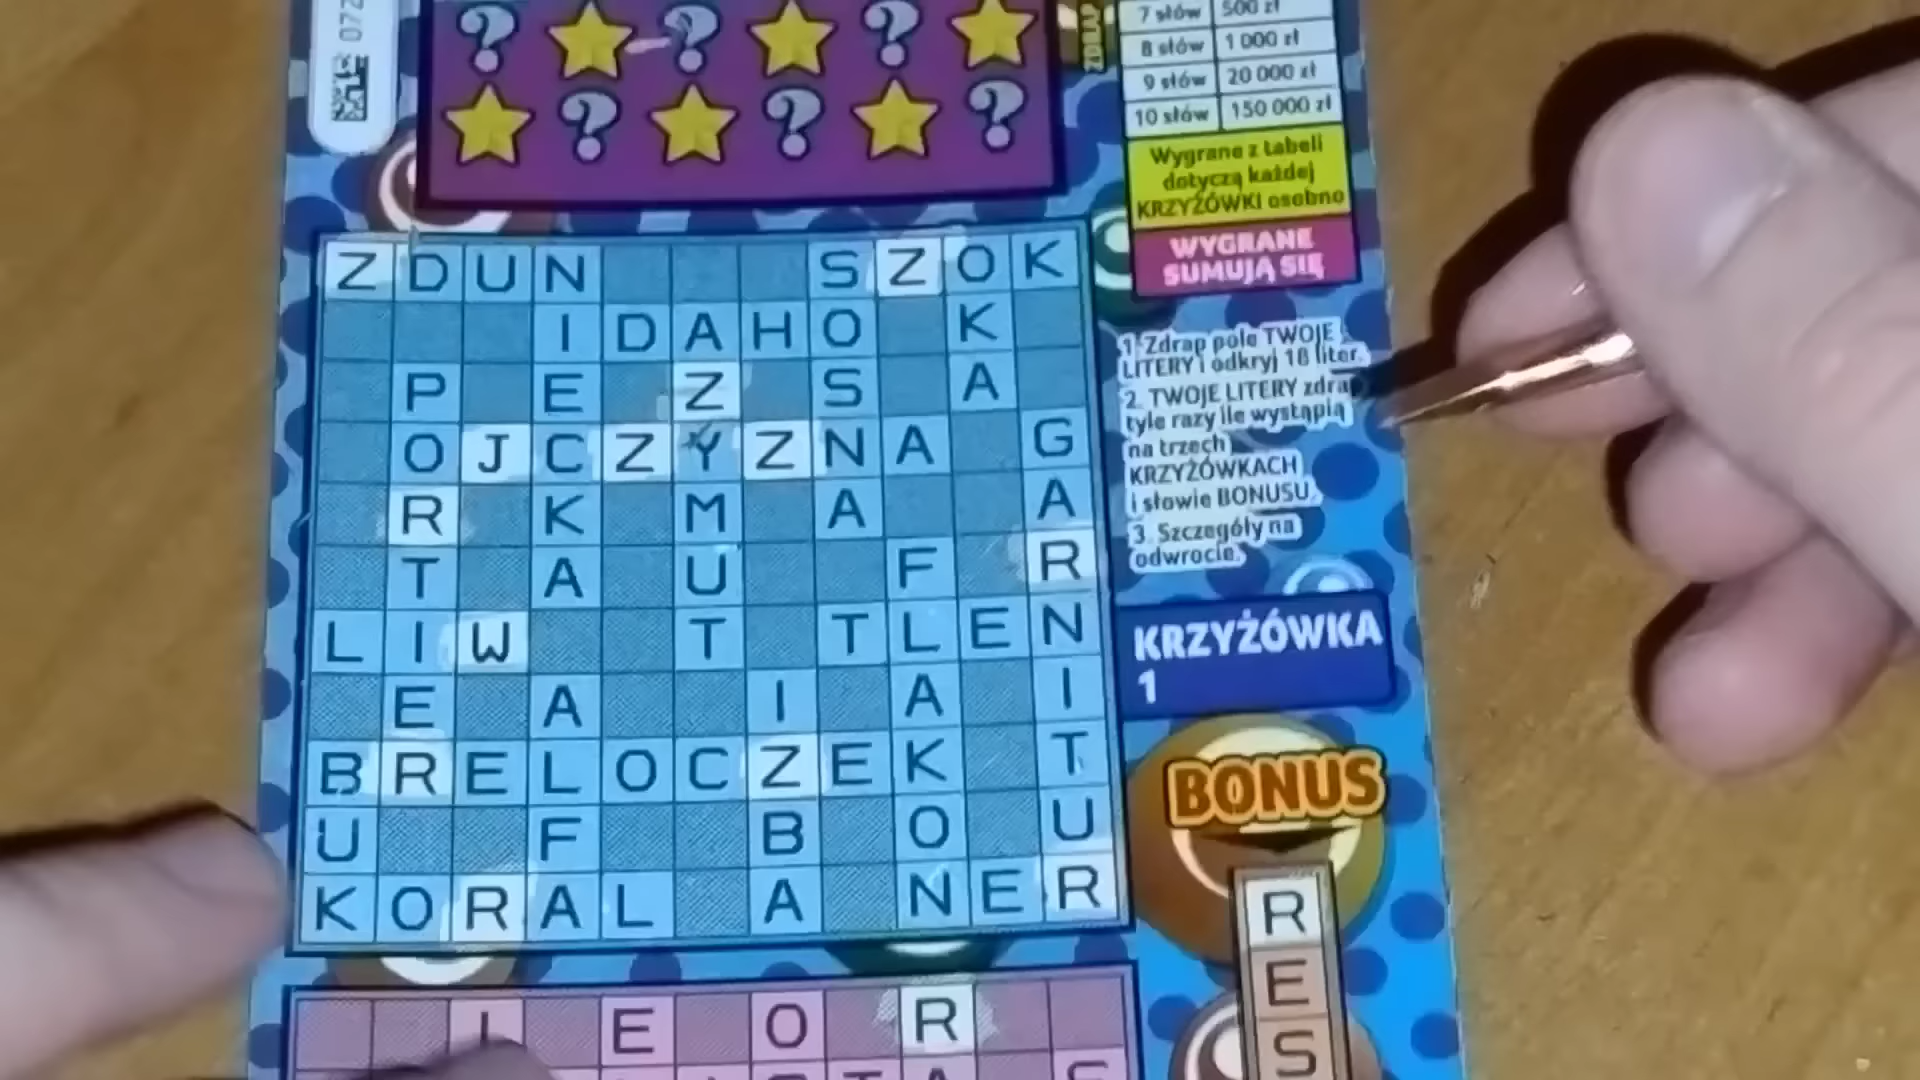 072
7 słów 500 zł
8 słów 1 000 zł
9 słów 20 000 zł
10 słów 150 000 zł
Wygrane z tabeli
dotyczą każdej
KRZYŻÓWKI osobno
WYGRANE
SUMUJĄ SIĘ
Z D U N S Z O K
I D A H O K
P E Z S A
O J C Z Y Z N A G
R K M A A
T A U F R
L I W T T L E N
E A I A I
B R E L O C Z E K T
U F B O U
K O R A L A N E R
1. Zdrap pole TWOJE
LITERY i odkryj 18 liter.
2. TWOJE LITERY zdrap
tyle razy ile wystąpią
na trzech
KRZYŻÓWKACH
i słowie BONUSU.
3. Szczegóły na
odwrocie.
KRZYŻÓWKA
1
BONUS
R
E
S
E O R